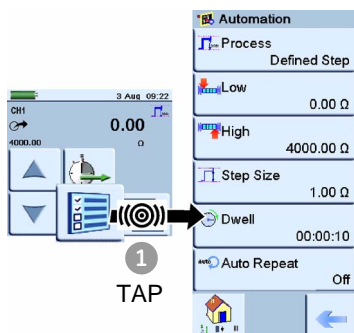 3 Aug 09:22
CH1
0.00
4000.00 Ω
1
TAP
Automation
Process
Defined Step
Low
0.00 Ω
High
4000.00 Ω
Step Size
1.00 Ω
Dwell
00:00:10
Auto Repeat
Off